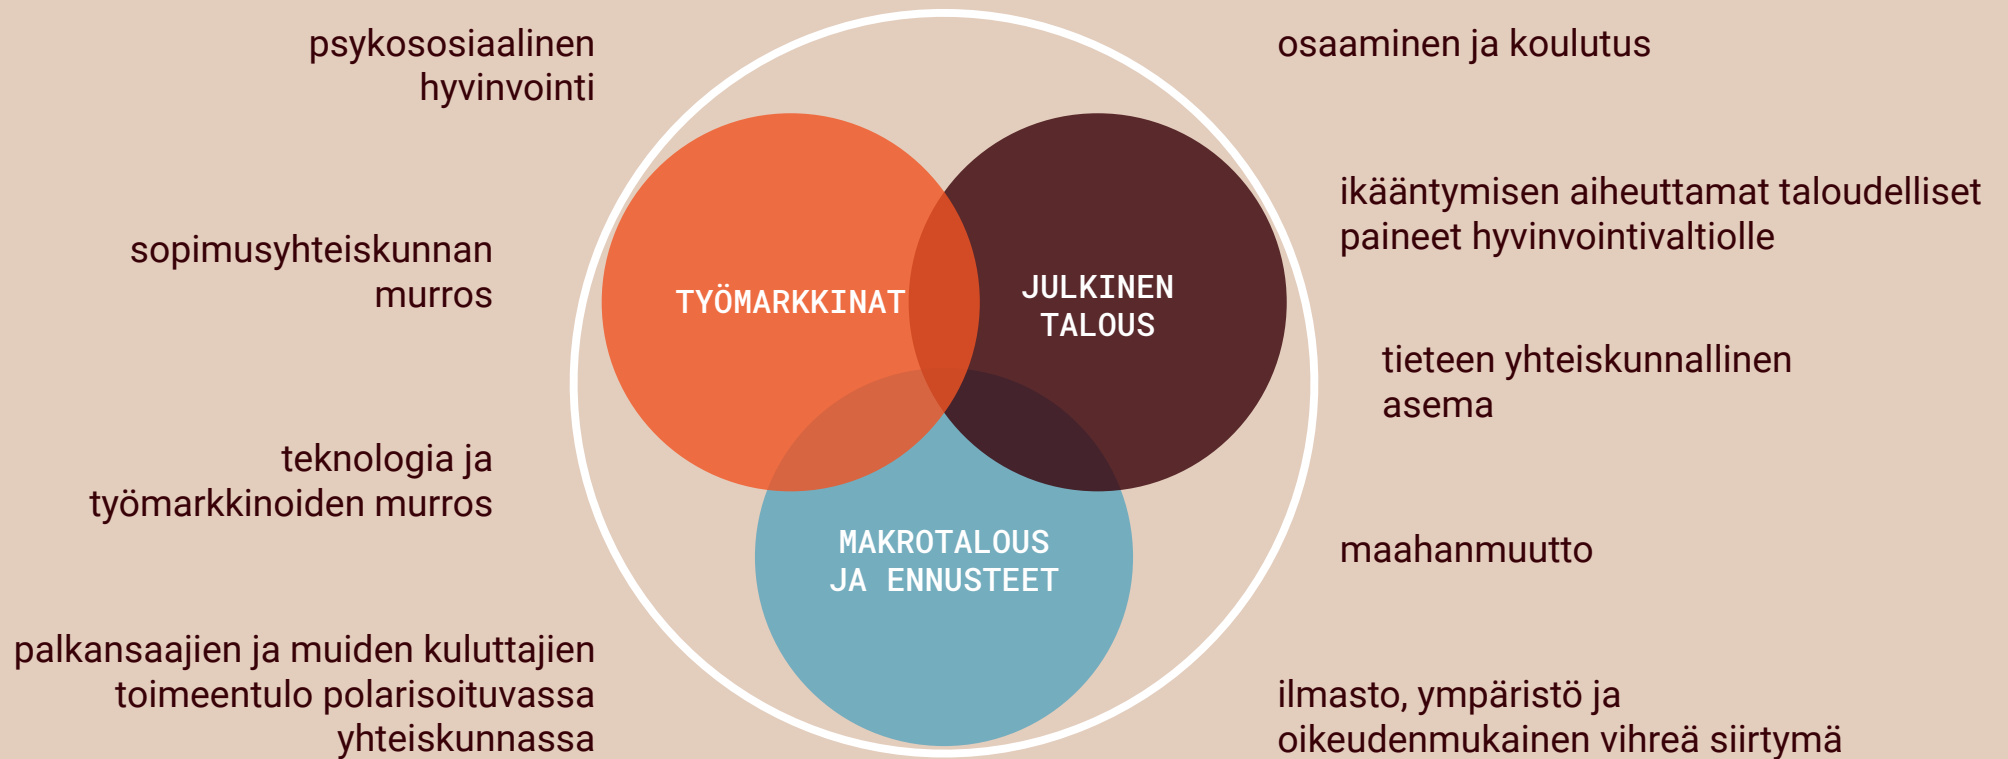 psykososiaalinen
hyvinvointi
sopimusyhteiskunnan
murros
teknologia ja
työmarkkinoiden murros
palkansaajien ja muiden kuluttajien
toimeentulo polarisoituvassa
yhteiskunnassa
TYÖMARKKINAT
JULKINEN
TALOUS
MAKROTALOUS
JA ENNUSTEET
osaaminen ja koulutus
ikääntymisen aiheuttamat taloudelliset
paineet hyvinvointivaltiolle
tieteen yhteiskunnallinen
asema
maahanmuutto
ilmasto, ympäristö ja
oikeudenmukainen vihreä siirtymä